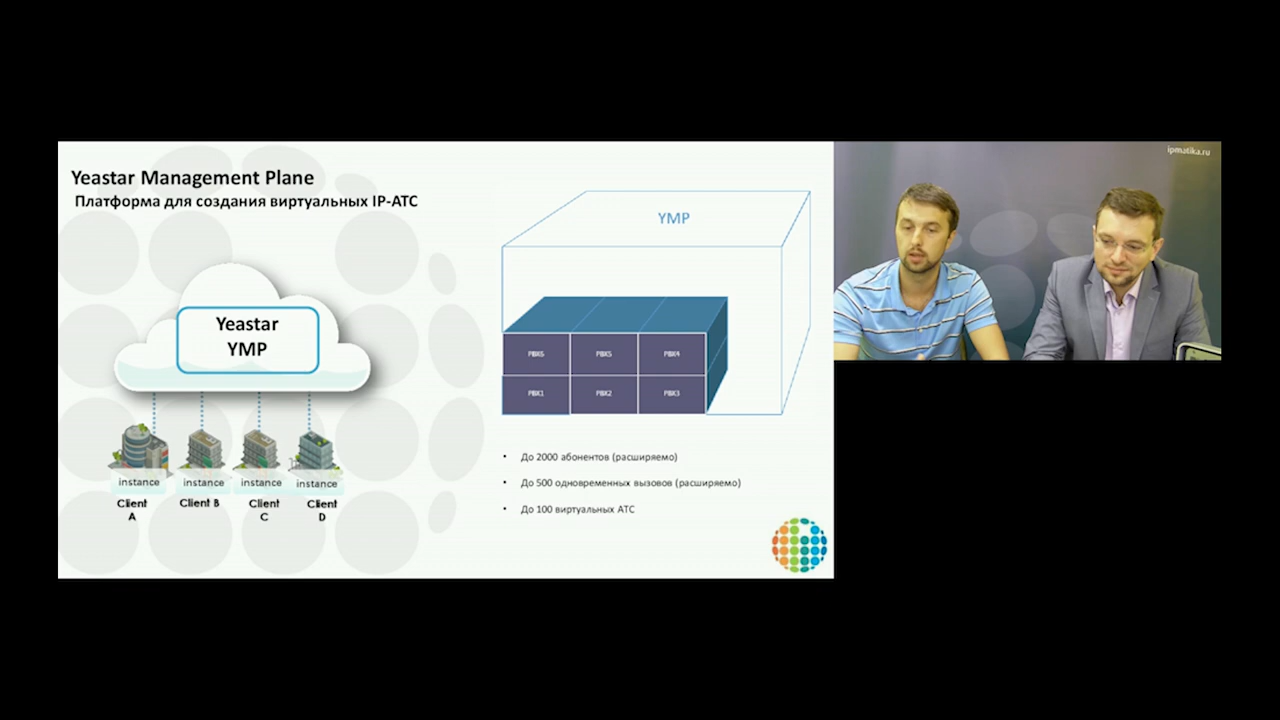 Yeastar Management Plane
Платформа для создания виртуальных IP-АТС
Yeastar
YMP
instance
instance
instance
instance
Client
A
Client B
Client
C
Client
D
YMP
PBX6
PBX5
PBX4
PBX1
PBX2
PBX3
• До 2000 абонентов (расширяемо)
• До 500 одновременных вызовов (расширяемо)
• До 100 виртуальных АТС
ipmatika.ru